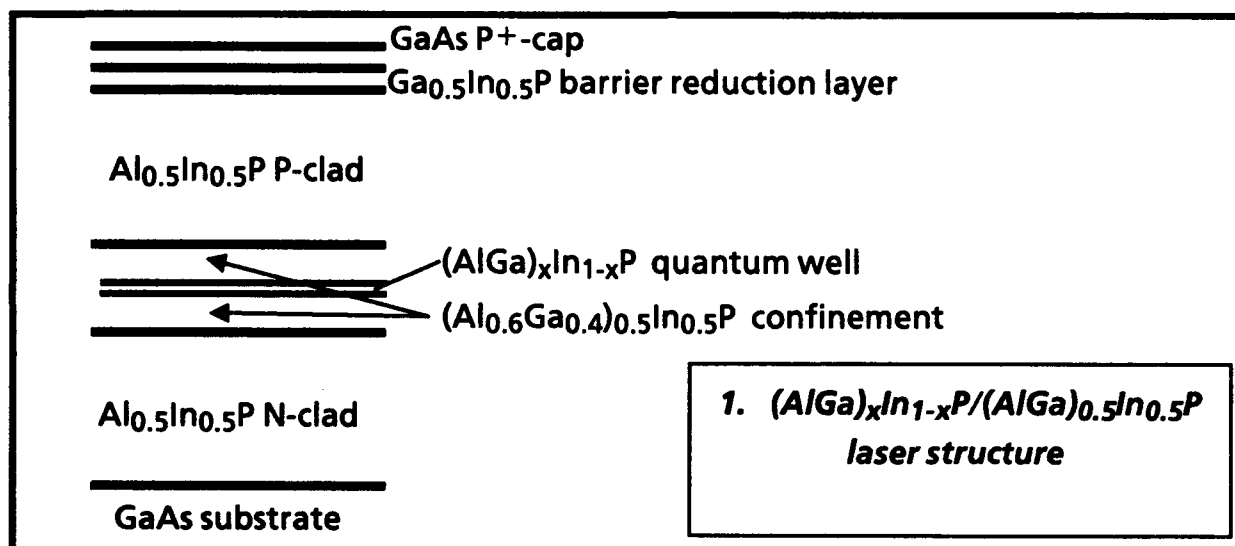 GaAs P+-cap
Ga0.5In0.5P barrier reduction layer
Al0.5In0.5P P-clad
(AlGa)xIn1-xP quantum well
(Al0.6Ga0.4)0.5In0.5P confinement
Al0.5In0.5P N-clad
1. (AlGa)xIn1-xP/(AlGa)0.5In0.5P
laser structure
GaAs substrate